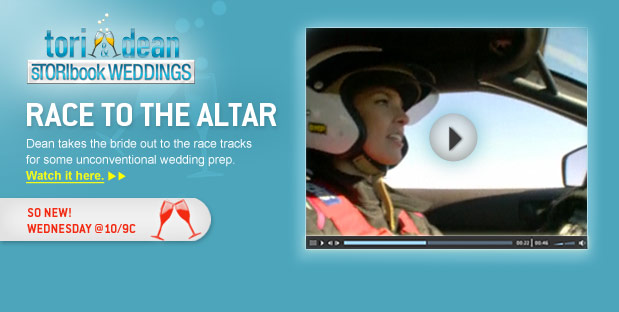 tori & dean
sTORIbook WEDDINGS
RACE TO THE ALTAR
Dean takes the bride out to the race tracks
for some unconventional wedding prep.
Watch it here.
SO NEW!
WEDNESDAY @10/9C
00:22 | 00:46